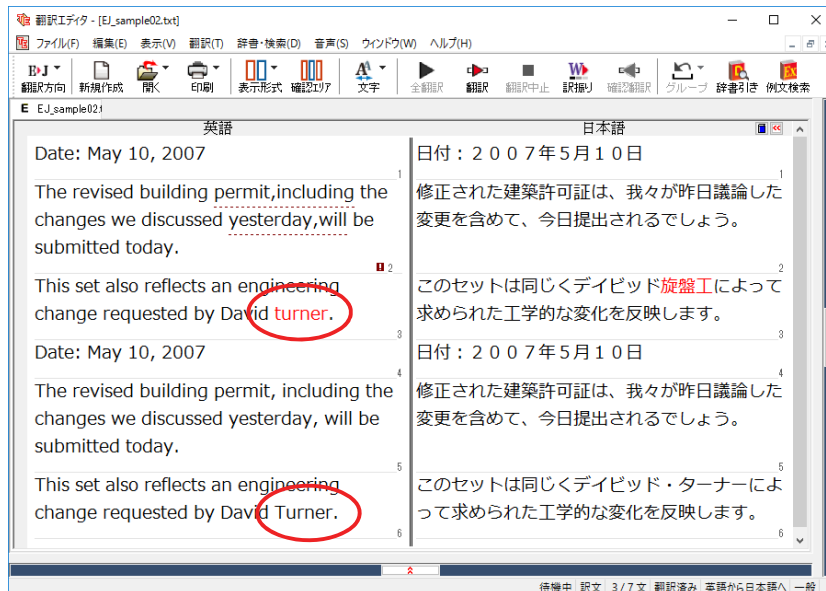 翻訳エディタ - [EJ_sample02.txt]
ファイル(F) 編集(E) 表示(V) 翻訳(T) 辞書・検索(D) 音声(S) ウィンドウ(W) ヘルプ(H)
翻訳方向 新規作成 開く 印刷 表示形式 確認エリア 文字 全翻訳 翻訳 翻訳中止 訳振り 確認翻訳 グループ 辞書引き 例文検索
E EJ_sample02.t
英語 日本語
Date: May 10, 2007
1
The revised building permit,including the
changes we discussed yesterday,will be
submitted today.
2
This set also reflects an engineering
change requested by David turner.
3
Date: May 10, 2007
4
The revised building permit, including the
changes we discussed yesterday, will be
submitted today.
5
This set also reflects an engineering
change requested by David Turner.
6
日付：２００７年５月１０日
1
修正された建築許可証は、我々が昨日議論した
変更を含めて、今日提出されるでしょう。
2
このセットは同じくデイビッド旋盤工によって
求められた工学的な変化を反映します。
3
日付：２００７年５月１０日
4
修正された建築許可証は、我々が昨日議論した
変更を含めて、今日提出されるでしょう。
5
このセットは同じくデイビッド・ターナーによ
って求められた工学的な変化を反映します。
6
待機中 訳文 3/7文 翻訳済み 英語から日本語へ 一般